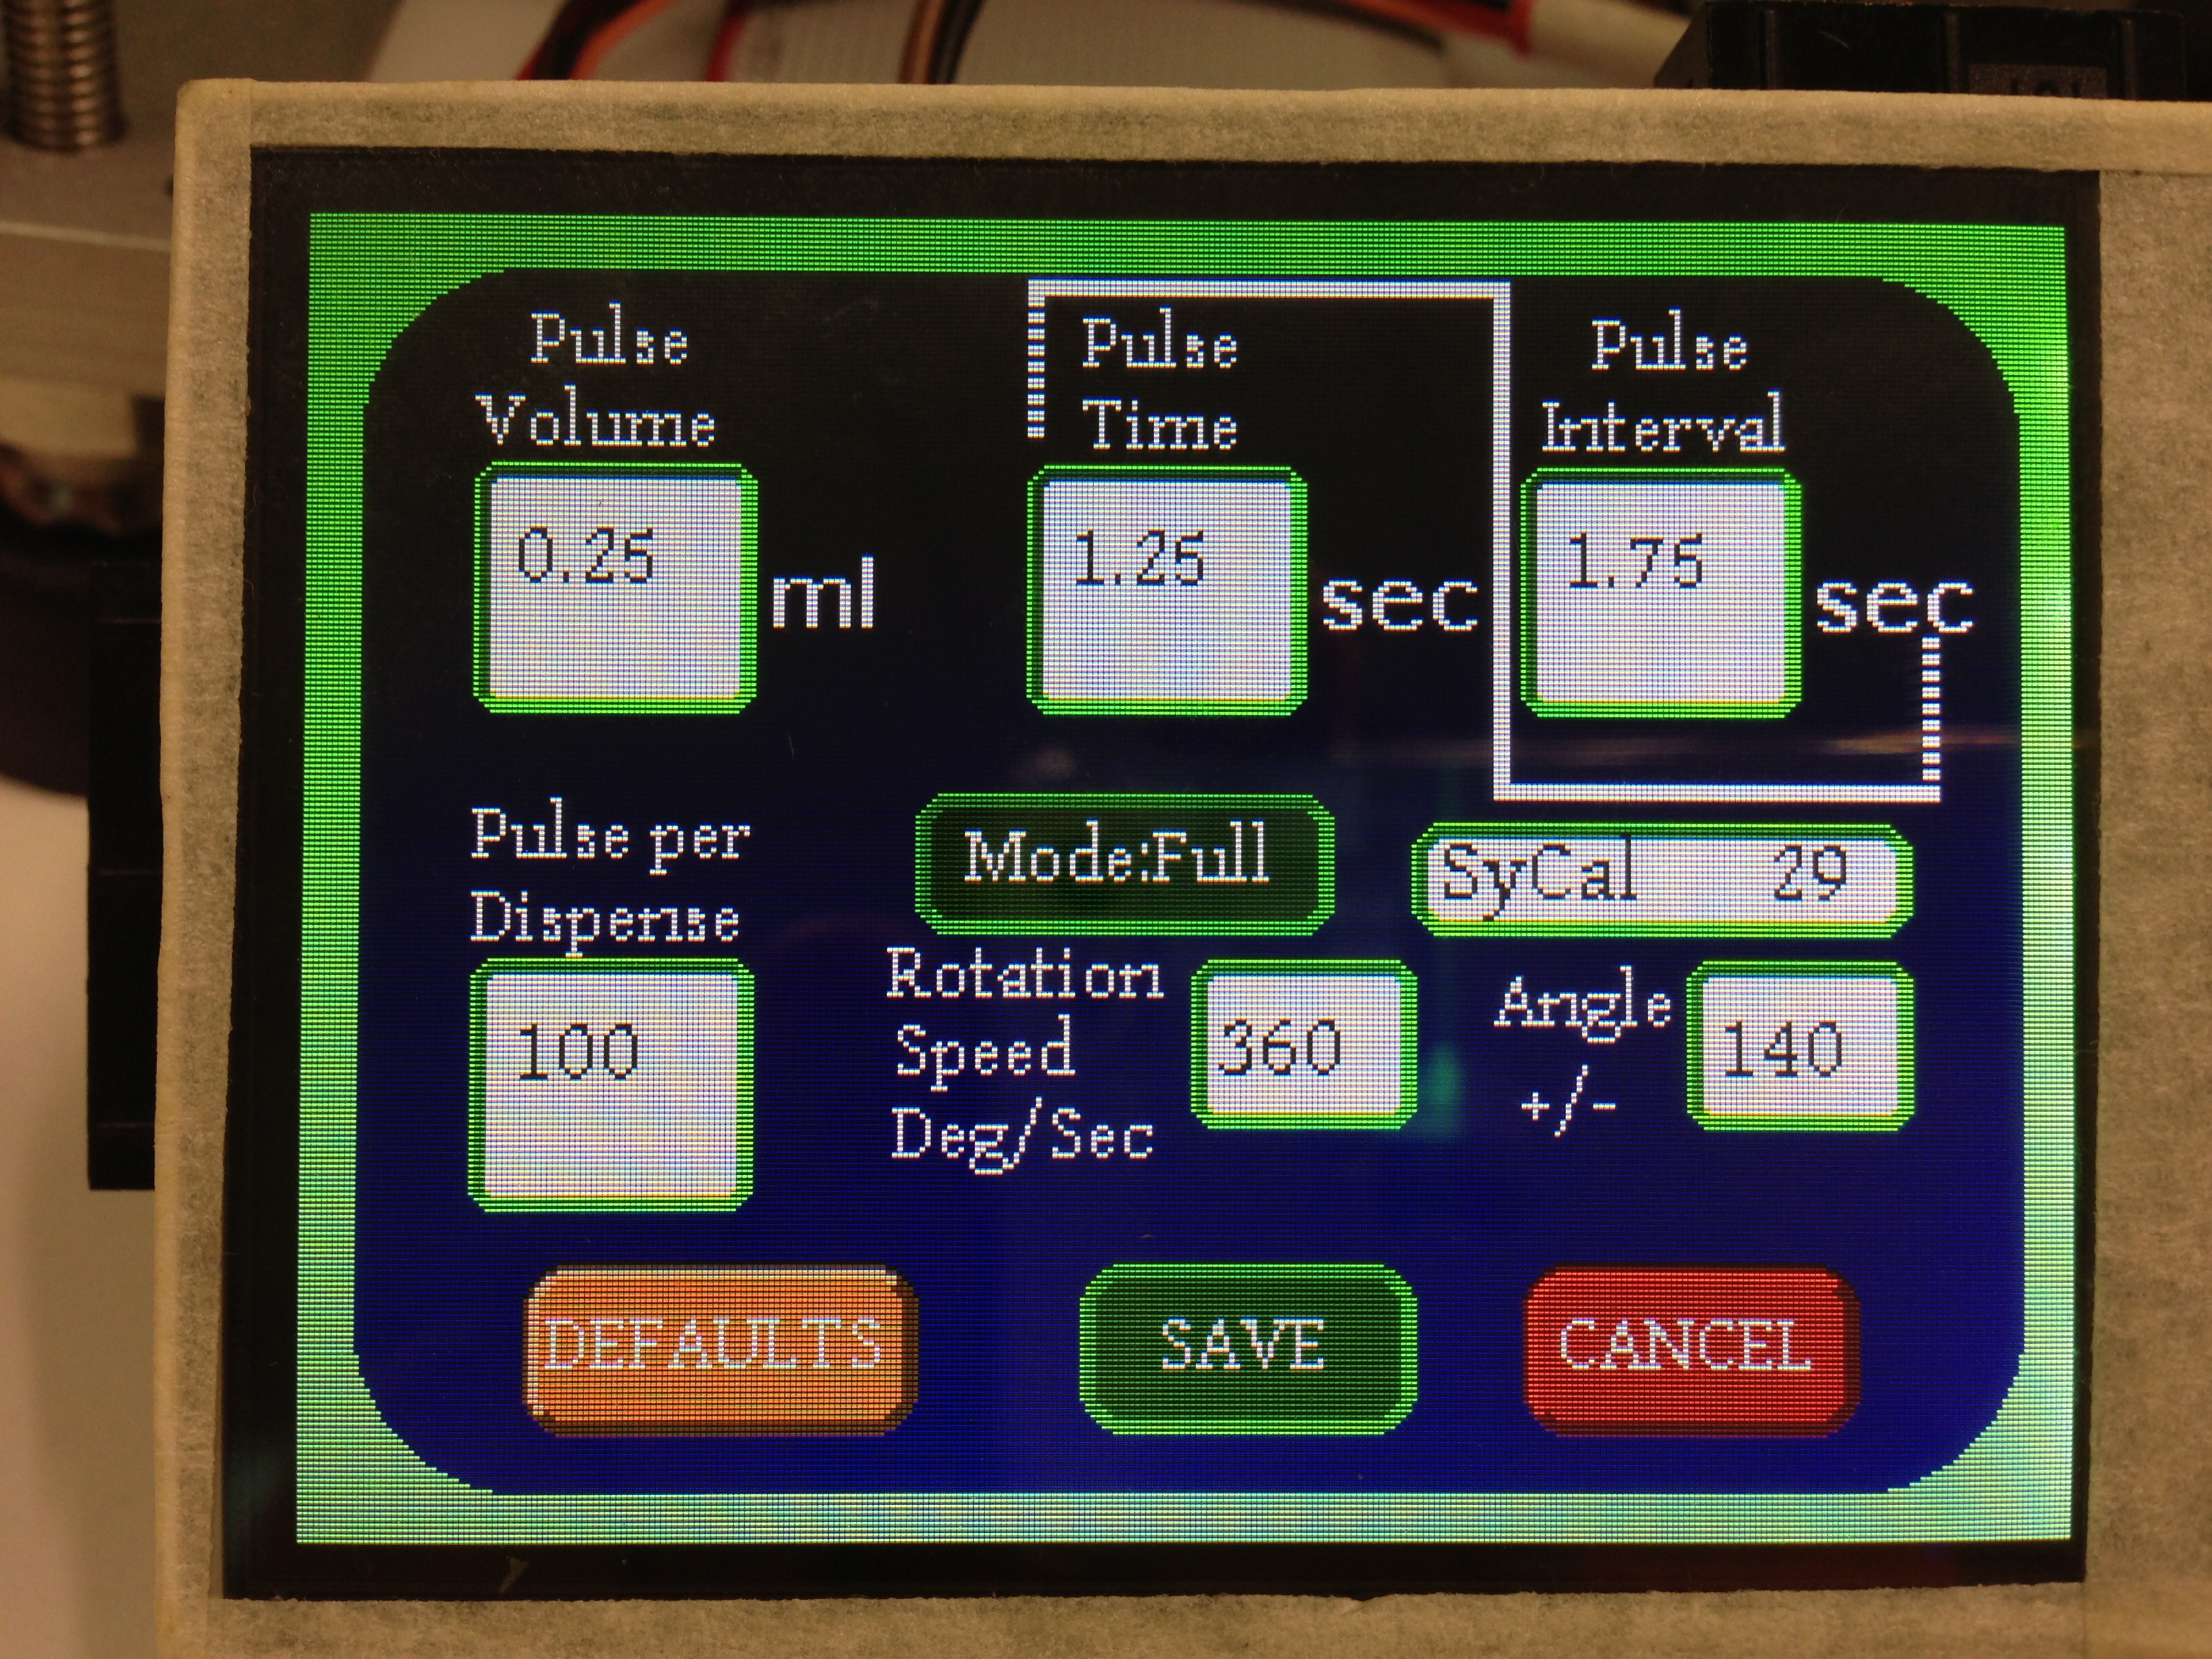 Pulse
Volume
0.25 ml
Pulse
Time
1.25 sec
Pulse
Interval
1.75 sec
Pulse per
Dispense
100
Mode:Full
SyCal 29
Rotation
Speed
Deg/Sec
360
Angle
+/-
140
DEFAULTS
SAVE
CANCEL